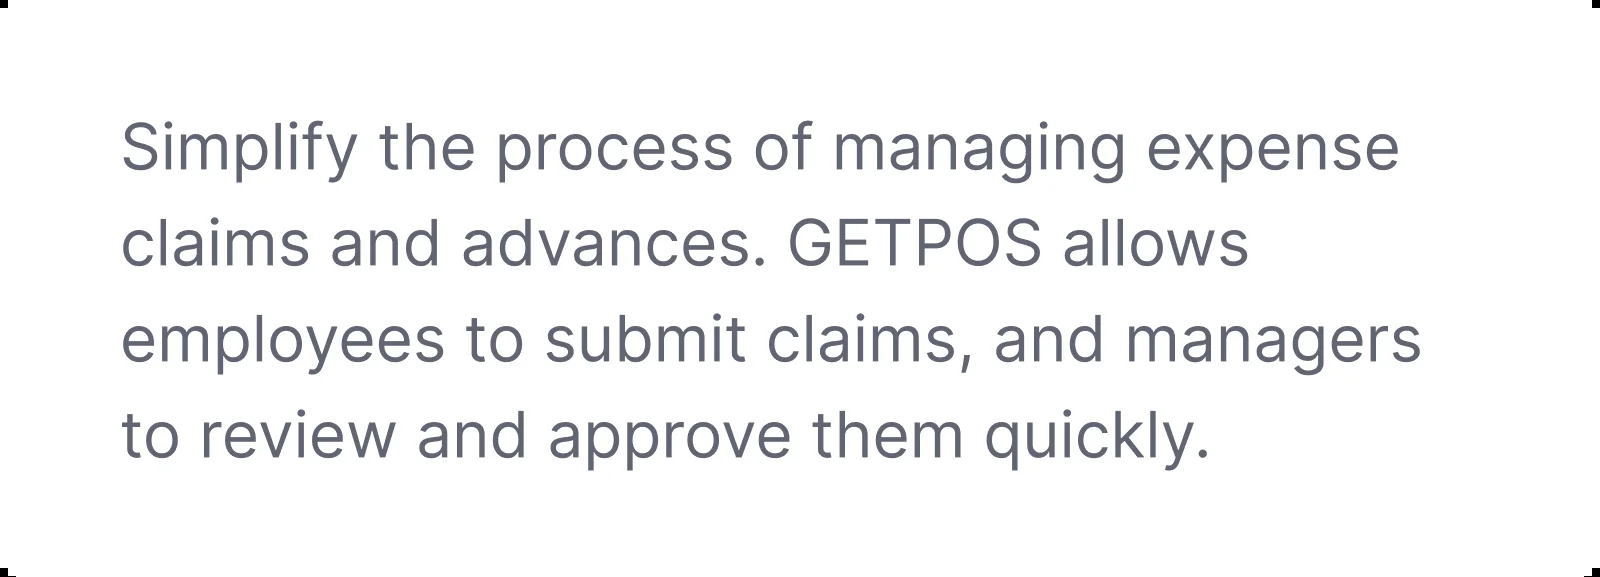 Simplify the process of managing expense
claims and advances. GETPOS allows
employees to submit claims, and managers
to review and approve them quickly.